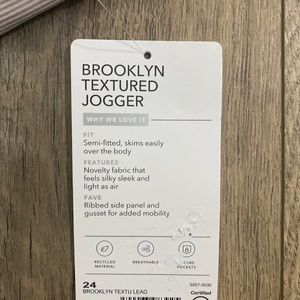 BROOKLYN
TEXTURED
JOGGER
WHY WE LOVE IT
FIT
Semi-fitted, skims easily
over the body
FEATURES
Novelty fabric that
feels silky sleek and
light as air
FAVE
Ribbed side panel and
gusset for added mobility
RECYCLED
MATERIAL
BREATHABLE
CURE
POCKETS
24
BROOKLYN TEXTU LEAG
S057-0030
Certified